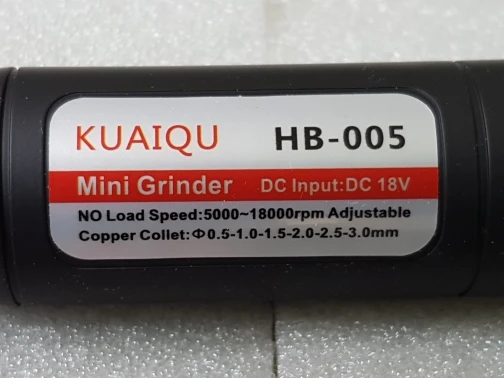 KUAIQU HB-005
Mini Grinder DC Input:DC 18V
NO Load Speed:5000~18000rpm Adjustable
Copper Collet:Φ0.5-1.0-1.5-2.0-2.5-3.0mm